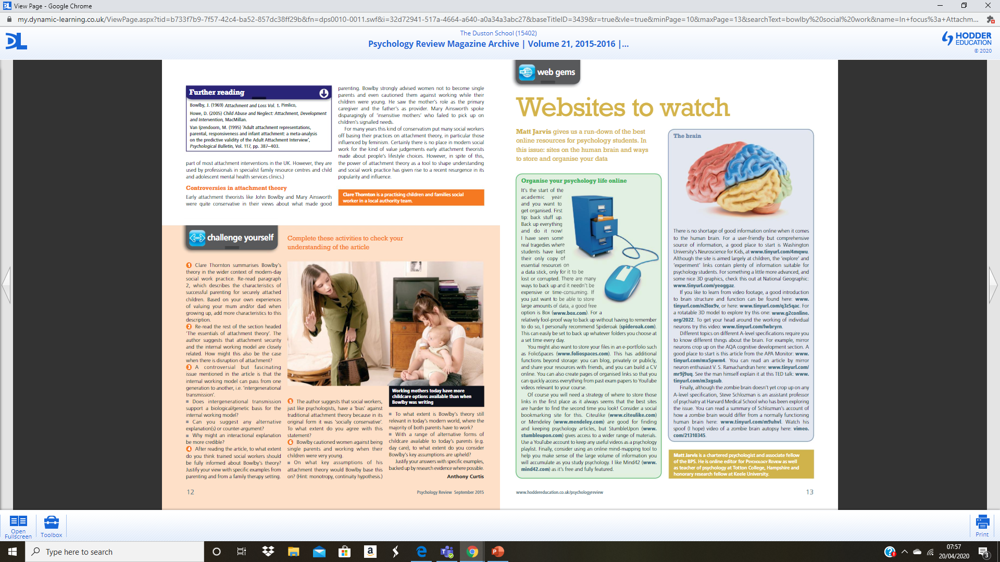 View Page - Google Chrome
my.dynamic-learning.co.uk/ViewPage.aspx?tid=b733f7b9-7f57-42c4-ba52-857dc38ff29b&fn=dps0010-0011.swf&i=32d72941-517a-4664-a640-a0a34a3abc27&baseTitleID=3439&r=true&vle=true&minPage=10&maxPage=13&searchText=bowlby%20social%20work&name=In+focus%3a+Attachm...
DL
The Duston School (15402)
Psychology Review Magazine Archive | Volume 21, 2015-2016 |...
HODDER
EDUCATION
© 2020
Further reading
Bowlby, J. (1969) Attachment and Loss Vol. 1, Pimlico,
Howe, D. (2005) Child Abuse and Neglect: Attachment, Development
and Intervention, MacMillan.
Van Ijzendoorn, M. (1995) 'Adult attachment representations,
parental, responsiveness and infant attachment: a meta-analysis
on the predictive validity of the Adult Attachment Interview',
Psychological Bulletin, Vol. 117, pp. 387–403.
part of most attachment interventions in the UK. However, they are
used by professionals in specialist family resource centres and child
and adolescent mental health services clinics.)
Controversies in attachment theory
Early attachment theorists like John Bowlby and Mary Ainsworth
were quite conservative in their views about what made good
parenting. Bowlby strongly advised women not to become single
parents and even cautioned them against working while their
children were young. He saw the mother's role as the primary
caregiver and the father's as provider. Mary Ainsworth spoke
disparagingly of 'insensitive mothers' who failed to pick up on
children's signalled needs.
For many years this kind of conservatism put many social workers
off basing their practices on attachment theory, in particular those
influenced by feminism. Certainly there is no place in modern social
work for the kind of value judgements early attachment theorists
made about people's lifestyle choices. However, in spite of this,
the power of attachment theory as a tool to shape understanding
and social work practice has given rise to a recent resurgence in its
popularity and influence.
Clare Thornton is a practising children and families social
worker in a local authority team.
challenge yourself
Complete these activities to check your
understanding of the article
1 Clare Thornton summarises Bowlby's
theory in the wider context of modern-day
social work practice. Re-read paragraph
2, which describes the characteristics of
successful parenting for securely attached
children. Based on your own experiences
of valuing your mum and/or dad when
growing up, add more characteristics to this
description.
2 Re-read the rest of the section headed
'The essentials of attachment theory'. The
author suggests that attachment security
and the internal working model are closely
related. How might this also be the case
when there is disruption of attachment?
3 A controversial but fascinating
issue mentioned in the article is that the
internal working model can pass from one
generation to another, i.e. 'intergenerational
transmission'.
■ Does intergenerational transmission
support a biological/genetic basis for the
internal working model?
■ Can you suggest any alternative
explanation(s) or counter-argument?
■ Why might an interactional explanation
be more credible?
4 After reading the article, to what extent
do you think trained social workers should
be fully informed about Bowlby's theory?
Justify your view with specific examples from
parenting and from a family therapy setting.
5 The author suggests that social workers,
just like psychologists, have a 'bias' against
traditional attachment theory because in its
original form it was 'socially conservative'.
To what extent do you agree with this
statement?
6 Bowlby cautioned women against being
single parents and working when their
children were very young.
■ On what key assumptions of his
attachment theory would Bowlby base this
on? (Hint: monotropy, continuity hypothesis.)
Working mothers today have more
childcare options available than when
Bowlby was writing
■ To what extent is Bowlby's theory still
relevant in today's modern world, where the
majority of both parents have to work?
■ With a range of alternative forms of
childcare available to today's parents (e.g.
day care), to what extent do you consider
Bowlby's key assumptions are upheld?
Justify your answers with specific examples,
backed up by research evidence where possible.
Anthony Curtis
12
Psychology Review September 2015
web gems
Websites to watch
Matt Jarvis gives us a run-down of the best
online resources for psychology students. In
this issue: sites on the human brain and ways
to store and organise your data
Organise your psychology life online
It's the start of the
academic year
and you want to
get organised. First
tip: back stuff up.
Back up everything
and do it now!
I have seen some
real tragedies where
students have kept
their only copy of
essential resources on
a data stick, only for it to be
lost or corrupted. There are many
ways to back up and it needn't be
expensive or time-consuming. If
you just want to be able to store
large amounts of data, a good free
option is Box (www.box.com). For a
relatively fool-proof way to back up without having to remember
to do so, I personally recommend Spideroak (spideroak.com).
This can easily be set to back up whatever folders you choose at
a set time every day.
You might also want to store your files in an e-portfolio such
as FolioSpaces (www.foliospaces.com). This has additional
functions beyond storage: you can blog, privately or publicly,
and share your resources with friends, and you can build a CV
online. You can also create pages of organised links so that you
can quickly access everything from past exam papers to YouTube
videos relevant to your course.
Of course you will need a strategy of where to store those
links in the first place as it always seems that the best sites
are harder to find the second time you look! Consider a social
bookmarking site for this. Citeulike (www.citeulike.com)
or Mendeley (www.mendeley.com) are good for finding
and keeping psychology articles, but StumbleUpon (www.
stumbleupon.com) gives access to a wider range of materials.
Use a YouTube account to keep any useful videos as a psychology
playlist. Finally, consider using an online mind-mapping tool to
help you make sense of the large volume of information you
will accumulate as you study psychology. I like Mind42 (www.
mind42.com) as it's free and fully featured.
The brain
There is no shortage of good information online when it comes
to the human brain. For a user-friendly but comprehensive
source of information, a good place to start is Washington
University's Neuroscience for Kids, at www.tinyurl.com/4mqwu.
Although the site is aimed largely at children, the 'explore' and
'experiment' links contain plenty of information suitable for
psychology students. For something a little more advanced, and
some nice 3D graphics, check this out at National Geographic:
www.tinyurl.com/yeoggaz.
If you like to learn from video footage, a good introduction
to brain structure and function can be found here: www.
tinyurl.com/n2lox9v, or here: www.tinyurl.com/q3z5qac. For
a rotatable 3D model to explore try this one: www.g2conline.
org/2022. To get your head around the working of individual
neurons try this video: www.tinyurl.com/lwbryrn.
Different topics on different A-level specifications require you
to know different things about the brain. For example, mirror
neurons crop up on the AQA cognitive development section. A
good place to start is this article from the APA Monitor: www.
tinyurl.com/mx5pwm4. You can read an article by mirror
neuron enthusiast V. S. Ramachandran here: www.tinyurl.com/
mr9j9uq. See the man himself explain it at this TED talk: www.
tinyurl.com/m3xgsub.
Finally, although the zombie brain doesn't yet crop up on any
A-level specification, Steve Schlozman is an assistant professor
of psychiatry at Harvard Medical School who has been exploring
the issue. You can read a summary of Schlozman's account of
how a zombie brain would differ from a normally functioning
human brain here: www.tinyurl.com/m9uhvl. Watch his
spoof (I hope) video of a zombie brain autopsy here: vimeo.
com/21310345.
Matt Jarvis is a chartered psychologist and associate fellow
of the BPS. He is online editor for Psychology Review as well
as teacher of psychology at Totton College, Hampshire and
honorary research fellow at Keele University.
www.hoddereducation.co.uk/psychologyreview
13
Open
Fullscreen
Toolbox
Print
Type here to search
07:57
20/04/2020
3